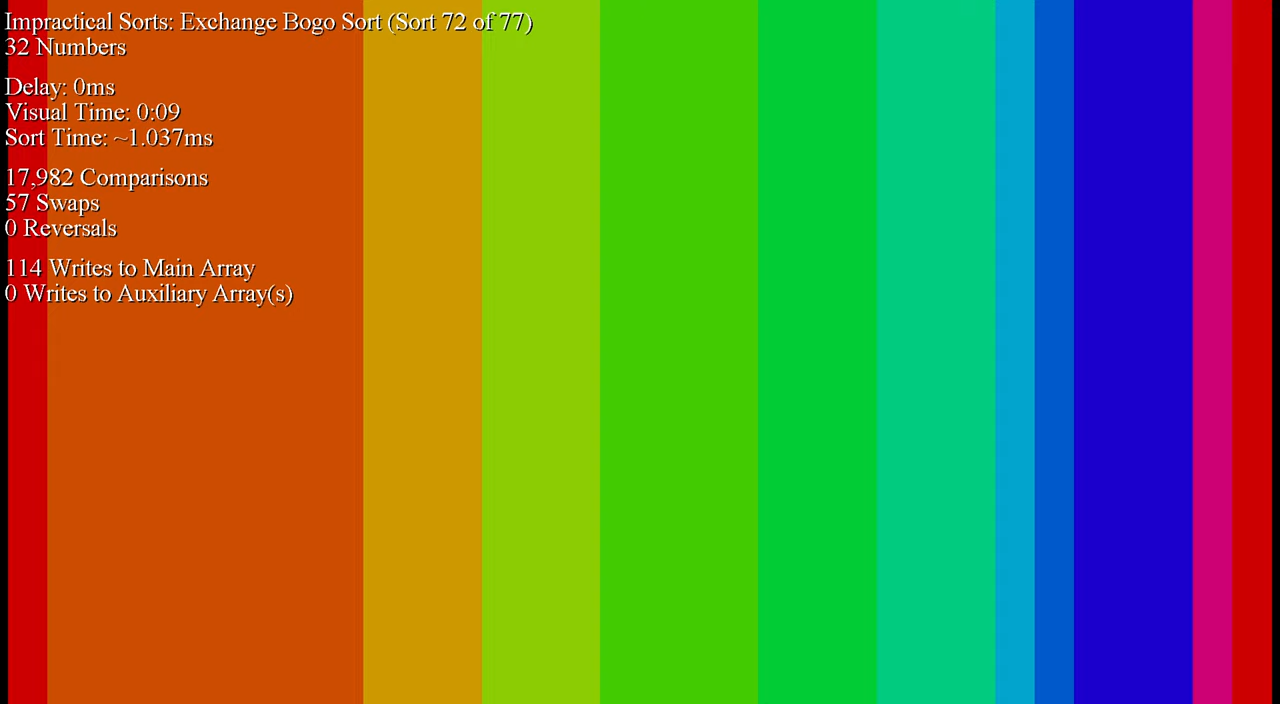 Impractical Sorts: Exchange Bogo Sort (Sort 72 of 77)
32 Numbers
Delay: 0ms
Visual Time: 0:09
Sort Time: ~1.037ms
17,982 Comparisons
57 Swaps
0 Reversals
114 Writes to Main Array
0 Writes to Auxiliary Array(s)